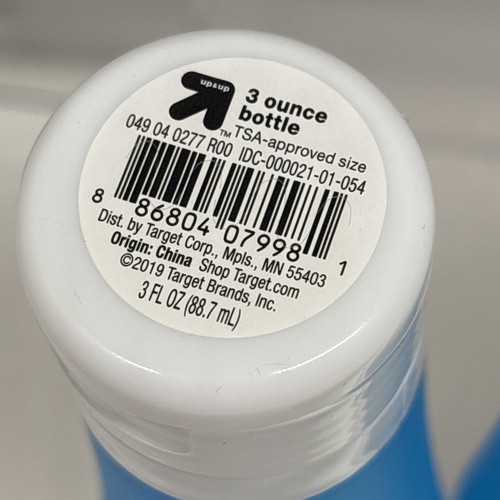 up&up
3 ounce
bottle
™ TSA-approved size
049 04 0277 R00 IDC-000021-01-054
8 86804 07998 1
Dist. by Target Corp., Mpls., MN 55403
Origin: China Shop Target.com
©2019 Target Brands, Inc.
3 FL OZ (88.7 mL)